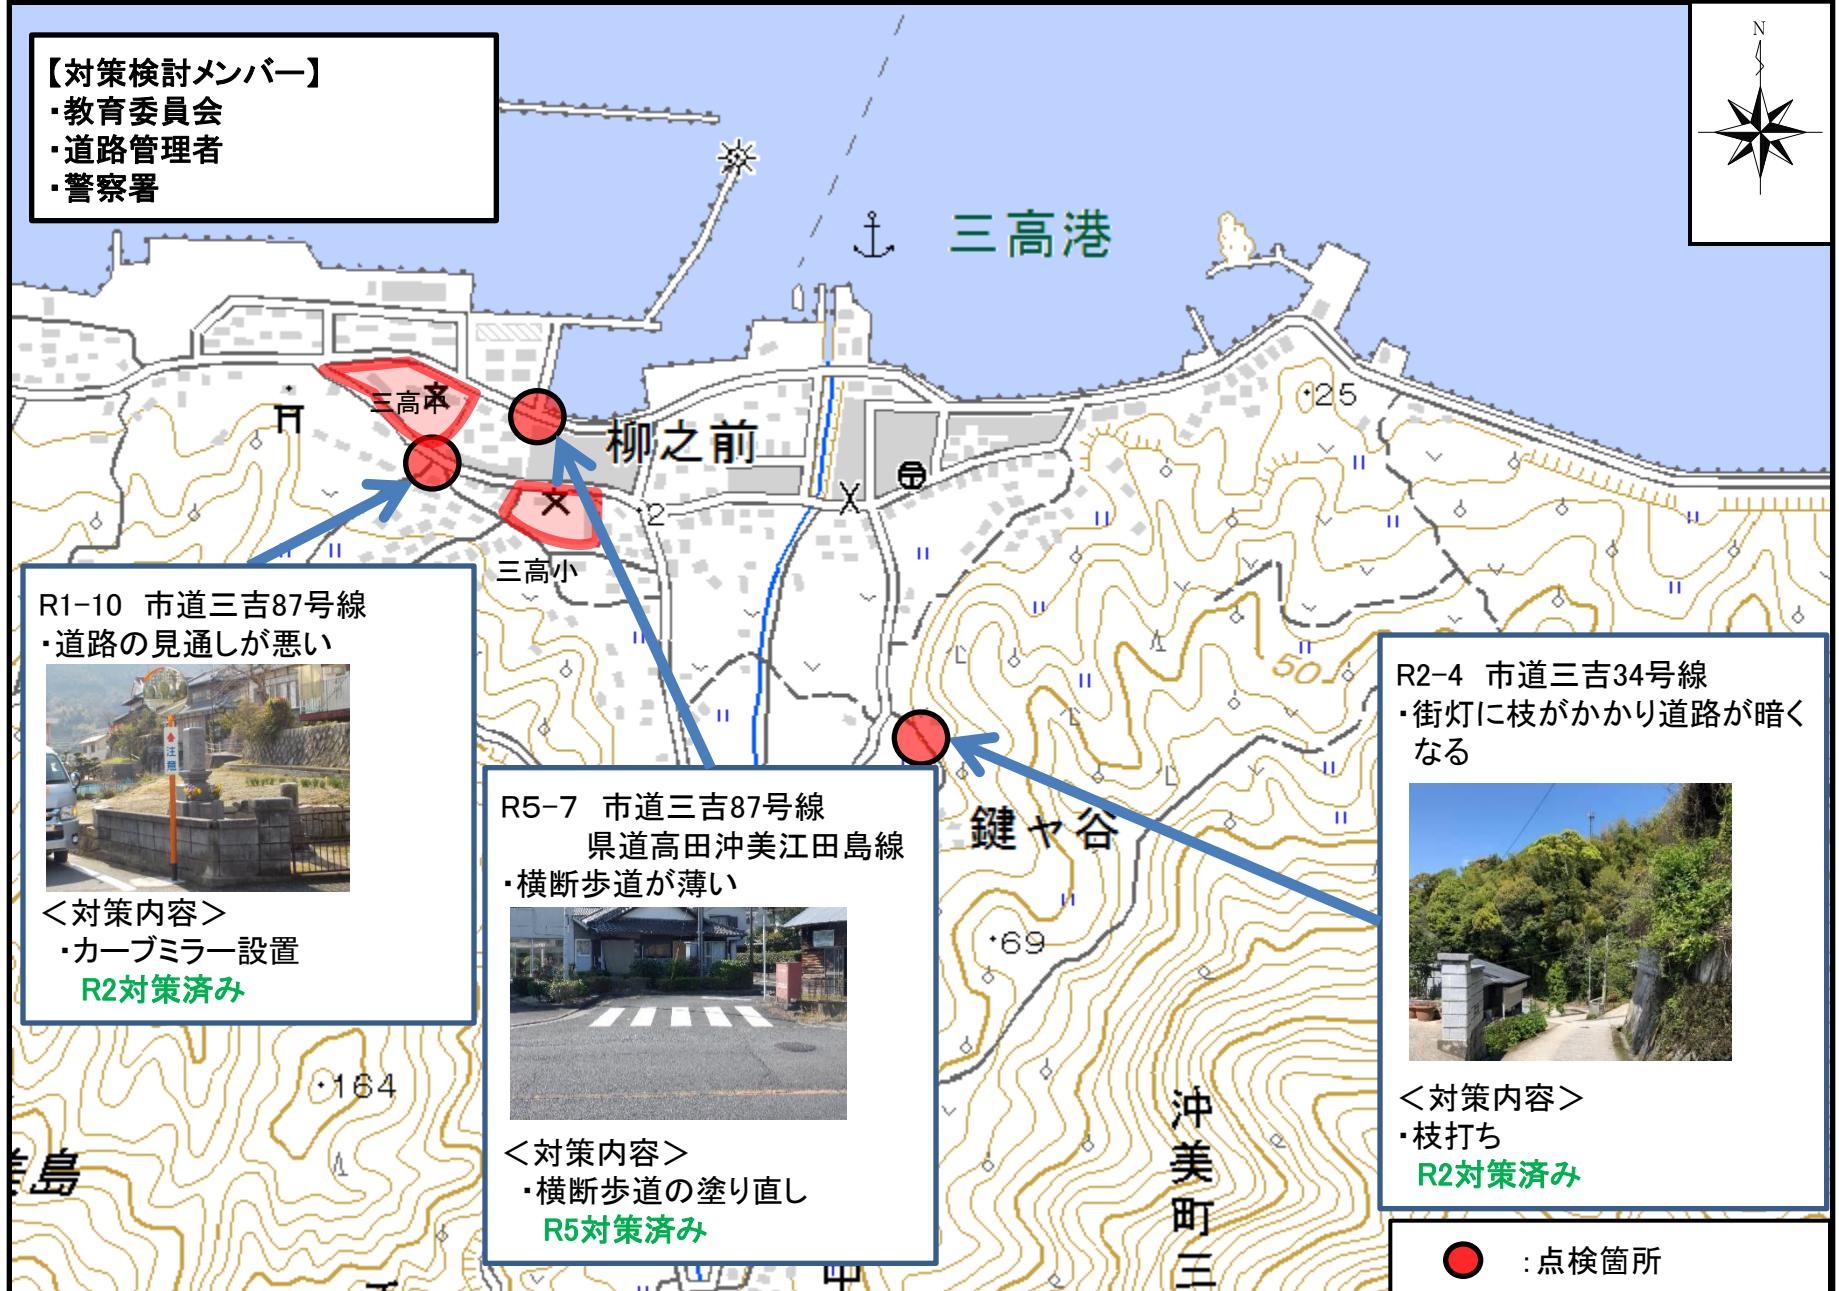 【対策検討メンバー】
・教育委員会
・道路管理者
・警察署
N
三高港
25
三高中
柳之前
2
三高小
R1-10 市道三吉87号線
・道路の見通しが悪い
注意
＜対策内容＞
・カーブミラー設置
R2対策済み
R5-7 市道三吉87号線
県道高田沖美江田島線
・横断歩道が薄い
＜対策内容＞
・横断歩道の塗り直し
R5対策済み
50
R2-4 市道三吉34号線
・街灯に枝がかかり道路が暗く
なる
＜対策内容＞
・枝打ち
R2対策済み
鍵ヶ谷
69
164
島
沖美町三
：点検箇所